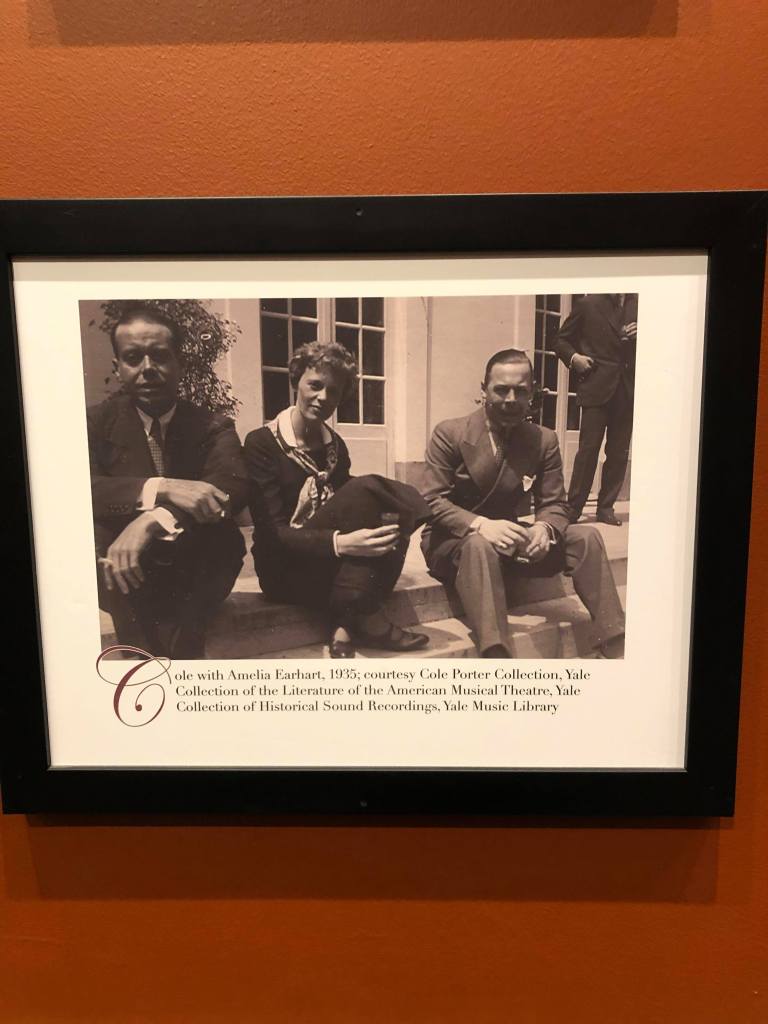 Cole with Amelia Earhart, 1935; courtesy Cole Porter Collection, Yale
Collection of the Literature of the American Musical Theatre, Yale
Collection of Historical Sound Recordings, Yale Music Library